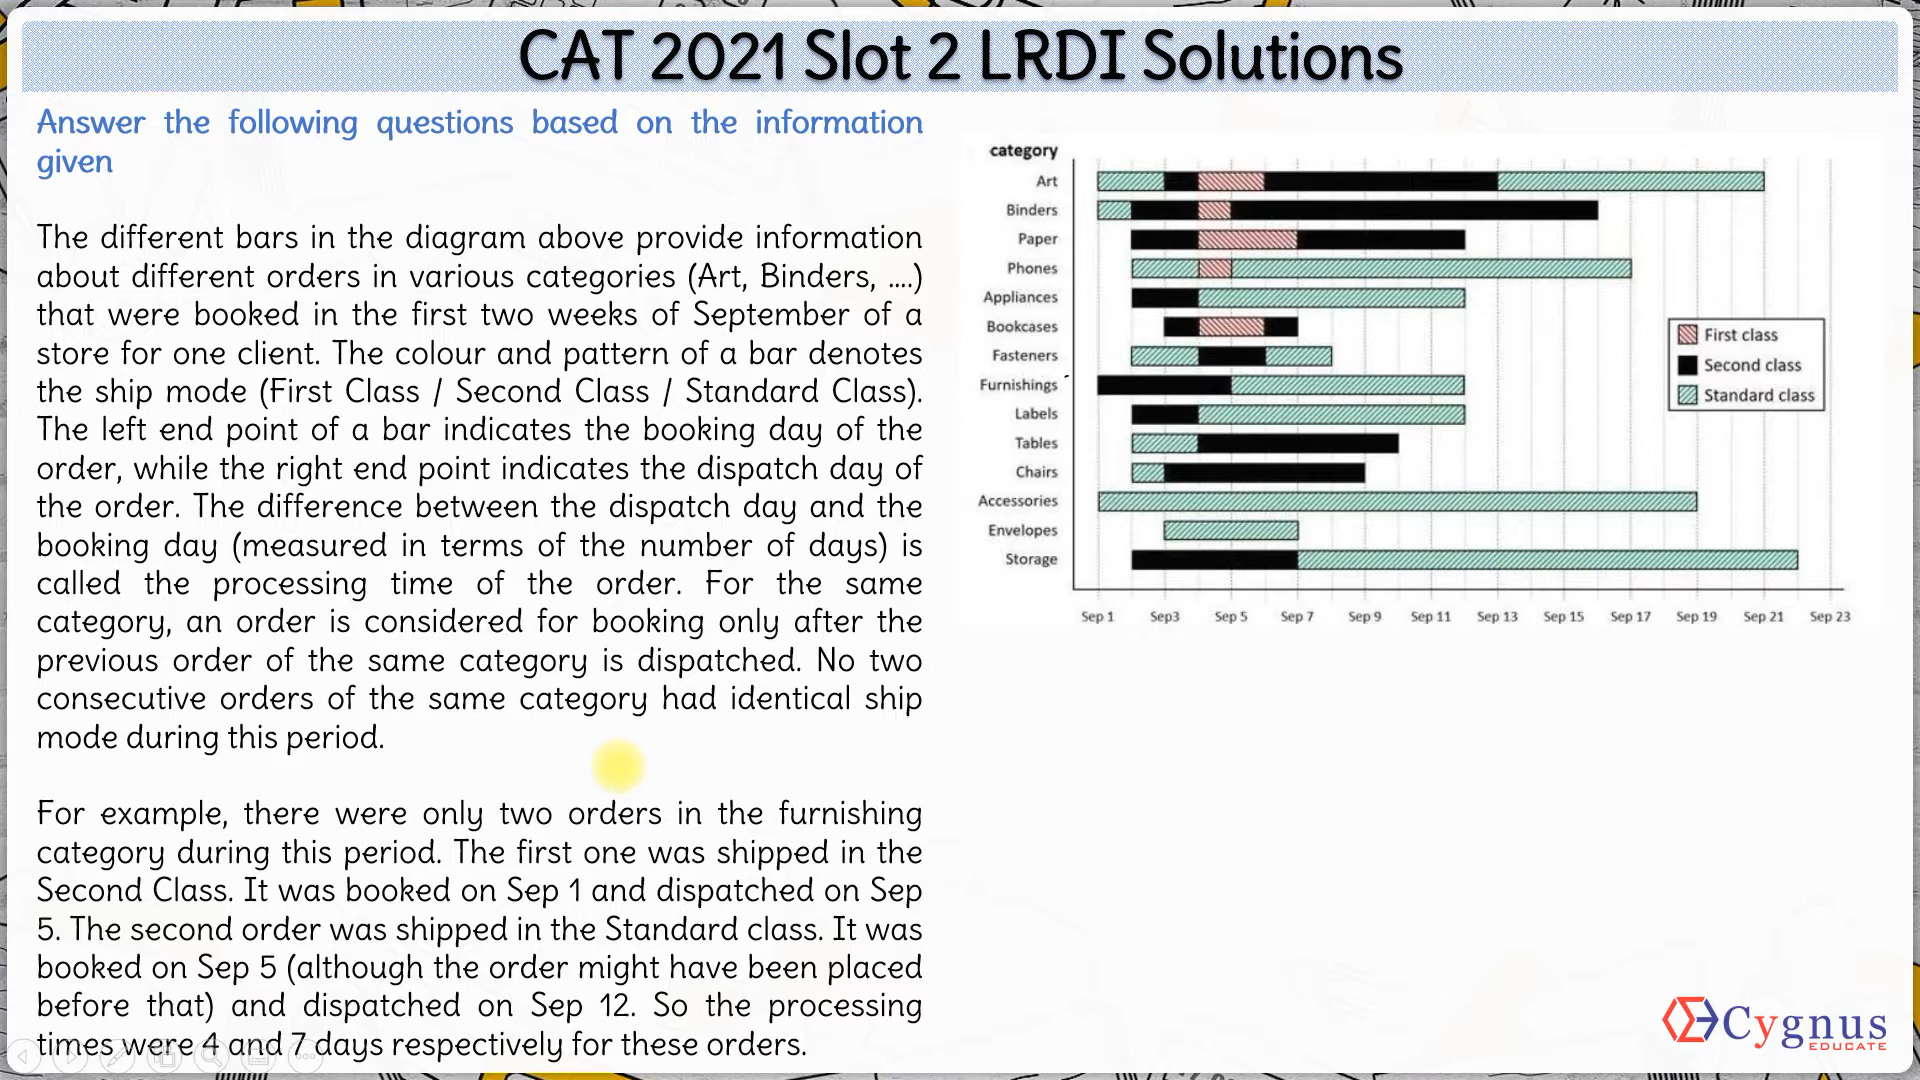 CAT 2021 Slot 2 LRDI Solutions
Answer the following questions based on the information
given
The different bars in the diagram above provide information
about different orders in various categories (Art, Binders, ....)
that were booked in the first two weeks of September of a
store for one client. The colour and pattern of a bar denotes
the ship mode (First Class / Second Class / Standard Class).
The left end point of a bar indicates the booking day of the
order, while the right end point indicates the dispatch day of
the order. The difference between the dispatch day and the
booking day (measured in terms of the number of days) is
called the processing time of the order. For the same
category, an order is considered for booking only after the
previous order of the same category is dispatched. No two
consecutive orders of the same category had identical ship
mode during this period.
For example, there were only two orders in the furnishing
category during this period. The first one was shipped in the
Second Class. It was booked on Sep 1 and dispatched on Sep
5. The second order was shipped in the Standard class. It was
booked on Sep 5 (although the order might have been placed
before that) and dispatched on Sep 12. So the processing
times were 4 and 7 days respectively for these orders.
category
Art
Binders
Paper
Phones
Appliances
Bookcases
Fasteners
Furnishings
Labels
Tables
Chairs
Accessories
Envelopes
Storage
First class
Second class
Standard class
Sep 1 Sep3 Sep 5 Sep 7 Sep 9 Sep 11 Sep 13 Sep 15 Sep 17 Sep 19 Sep 21 Sep 23
Cygnus
EDUCATE